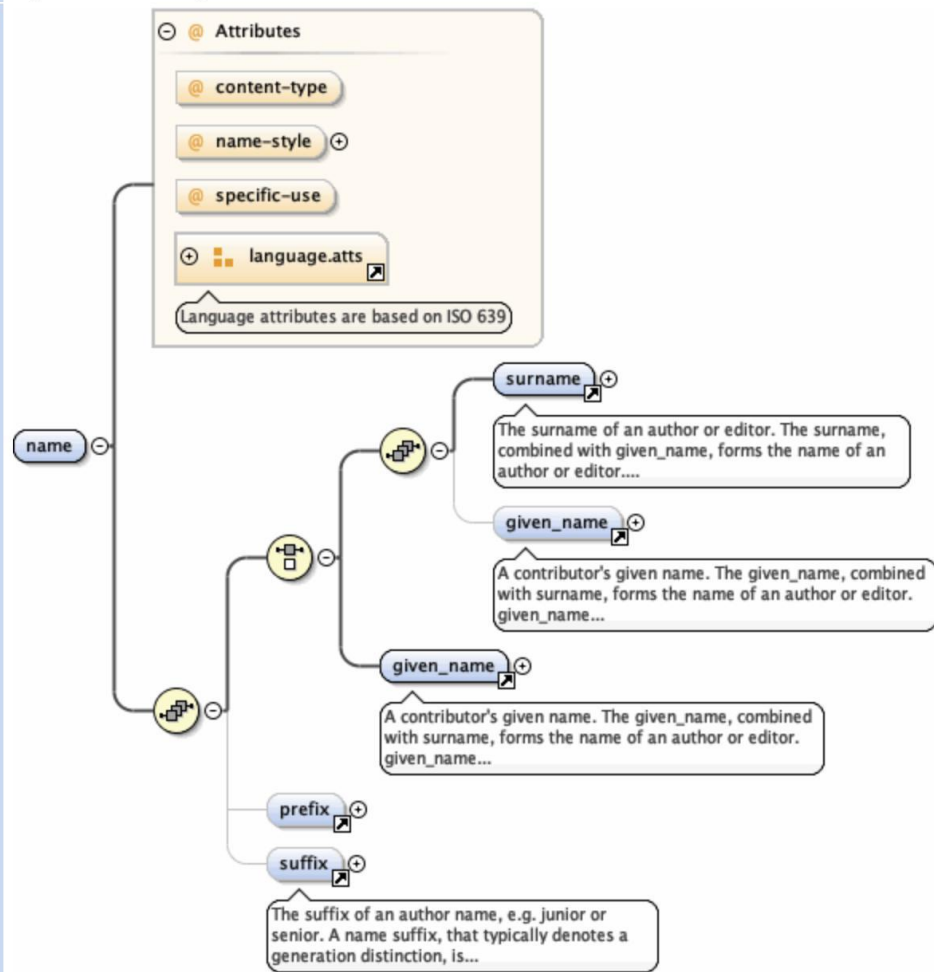 @ Attributes
@ content-type
@ name-style
@ specific-use
language.atts
Language attributes are based on ISO 639
name
surname
The surname of an author or editor. The surname,
combined with given_name, forms the name of an
author or editor....
given_name
A contributor's given name. The given_name, combined
with surname, forms the name of an author or editor.
given_name...
given_name
A contributor's given name. The given_name, combined
with surname, forms the name of an author or editor.
given_name...
prefix
suffix
The suffix of an author name, e.g. junior or
senior. A name suffix, that typically denotes a
generation distinction, is...